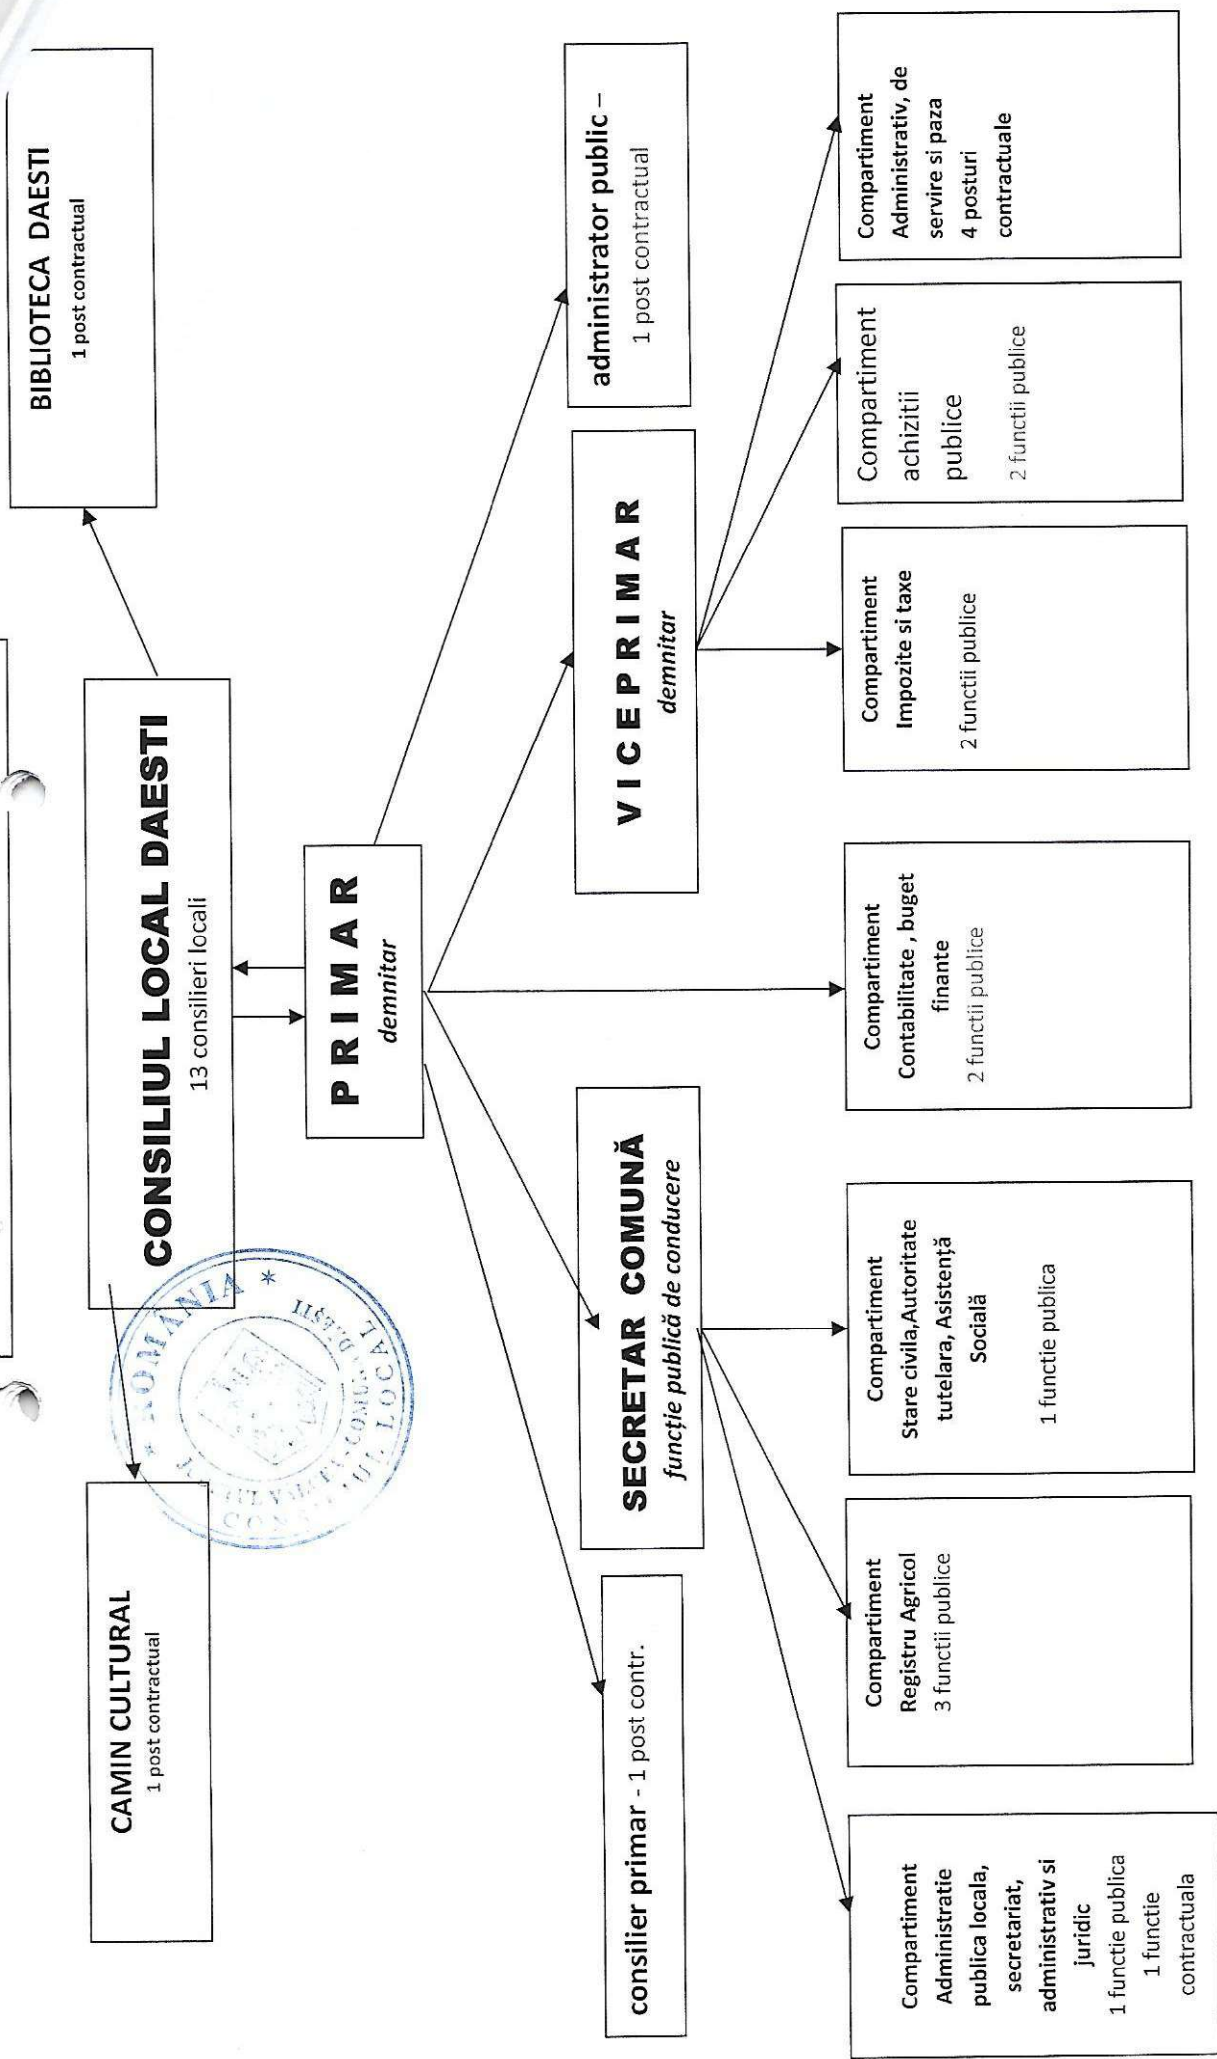 CAMIN CULTURAL
1 post contractual
CONSILIUL LOCAL DAESTI
13 consilieri locali
BIBLIOTECA DAESTI
1 post contractual
* ROMÂNIA *
LOCAL
P R I M A R
demnitar
consilier primar - 1 post contr.
SECRETAR COMUNĂ
funcție publică de conducere
V I C E P R I M A R
demnitar
administrator public –
1 post contractual
Compartiment
Administratie
publica locala,
secretariat,
administrativ si
juridic
1 functie publica
1 functie
contractuala
Compartiment
Registru Agricol
3 functii publice
Compartiment
Stare civila,Autoritate
tutelara, Asistență
Socială
1 functie publica
Compartiment
Contabilitate , buget
finante
2 functii publice
Compartiment
Impozite si taxe
2 functii publice
Compartiment
achizitii
publice
2 functii publice
Compartiment
Administrativ, de
servire si paza
4 posturi
contractuale